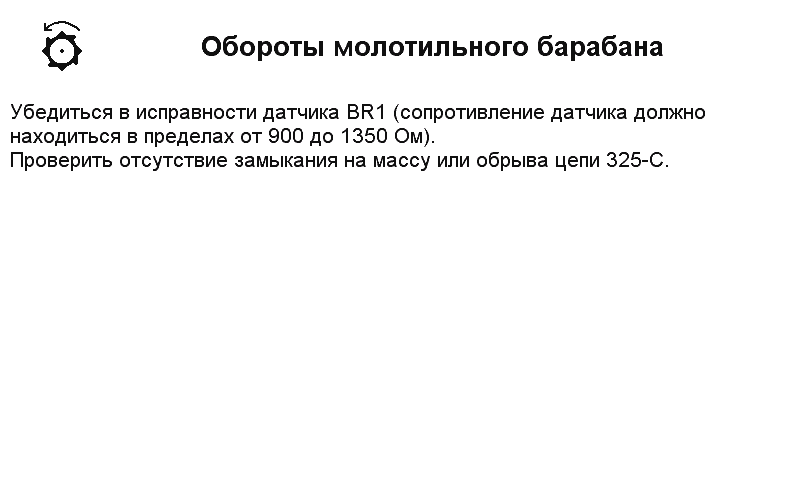 Обороты молотильного барабана
Убедиться в исправности датчика BR1 (сопротивление датчика должно
находиться в пределах от 900 до 1350 Ом).
Проверить отсутствие замыкания на массу или обрыва цепи 325-С.